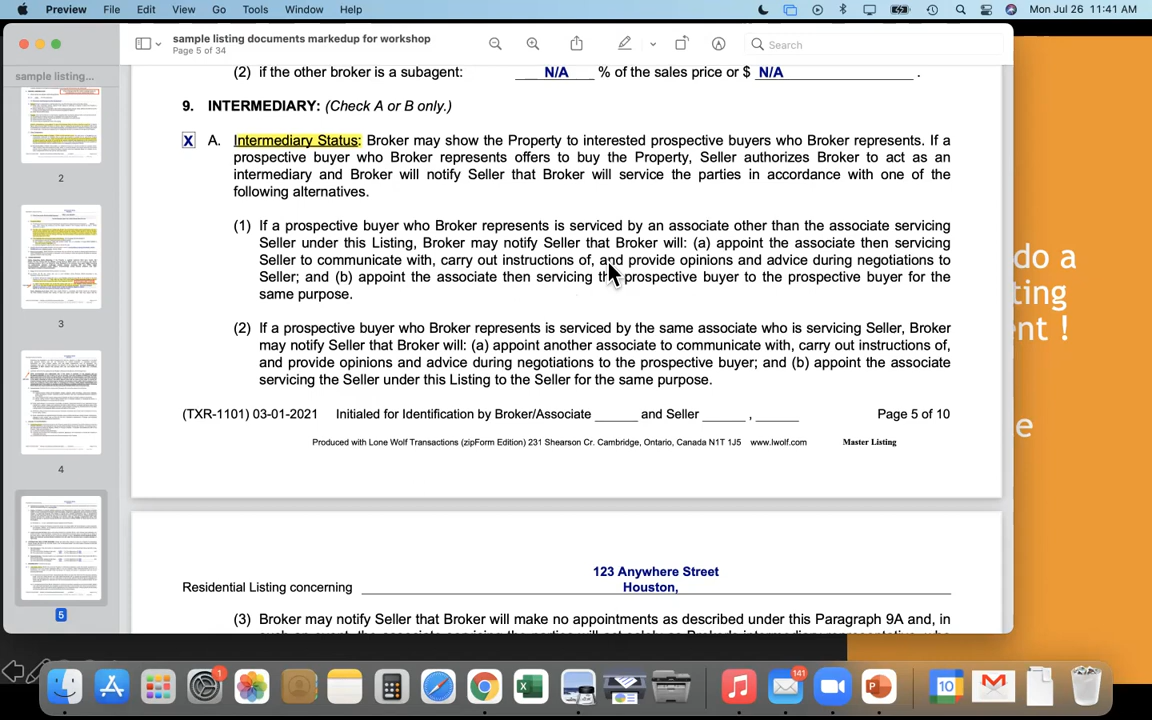 Preview File Edit View Go Tools Window Help Mon Jul 26 11:41 AM
sample listing documents markedup for workshop
Page 5 of 34
Search
sample listing...
2
3
4
5
(2) if the other broker is a subagent: N/A % of the sales price or $ N/A .
9. INTERMEDIARY: (Check A or B only.)
X A. Intermediary Status: Broker may show the Property to interested prospective buyers who Broker represents. If a
prospective buyer who Broker represents offers to buy the Property, Seller authorizes Broker to act as an
intermediary and Broker will notify Seller that Broker will service the parties in accordance with one of the
following alternatives.
(1) If a prospective buyer who Broker represents is serviced by an associate other than the associate servicing
Seller under this Listing, Broker may notify Seller that Broker will: (a) appoint the associate then servicing
Seller to communicate with, carry out instructions of, and provide opinions and advice during negotiations to
Seller; and (b) appoint the associate then servicing the prospective buyer to the prospective buyer for the
same purpose.
(2) If a prospective buyer who Broker represents is serviced by the same associate who is servicing Seller, Broker
may notify Seller that Broker will: (a) appoint another associate to communicate with, carry out instructions of,
and provide opinions and advice during negotiations to the prospective buyer; and (b) appoint the associate
servicing the Seller under this Listing to the Seller for the same purpose.
(TXR-1101) 03-01-2021 Initialed for Identification by Broker/Associate ______ and Seller ______ , ______ Page 5 of 10
Produced with Lone Wolf Transactions (zipForm Edition) 231 Shearson Cr. Cambridge, Ontario, Canada N1T 1J5 www.lwolf.com Master Listing
123 Anywhere Street
Residential Listing concerning Houston,
(3) Broker may notify Seller that Broker will make no appointments as described under this Paragraph 9A and, in
do a
ting
nt !
e
1
141
10